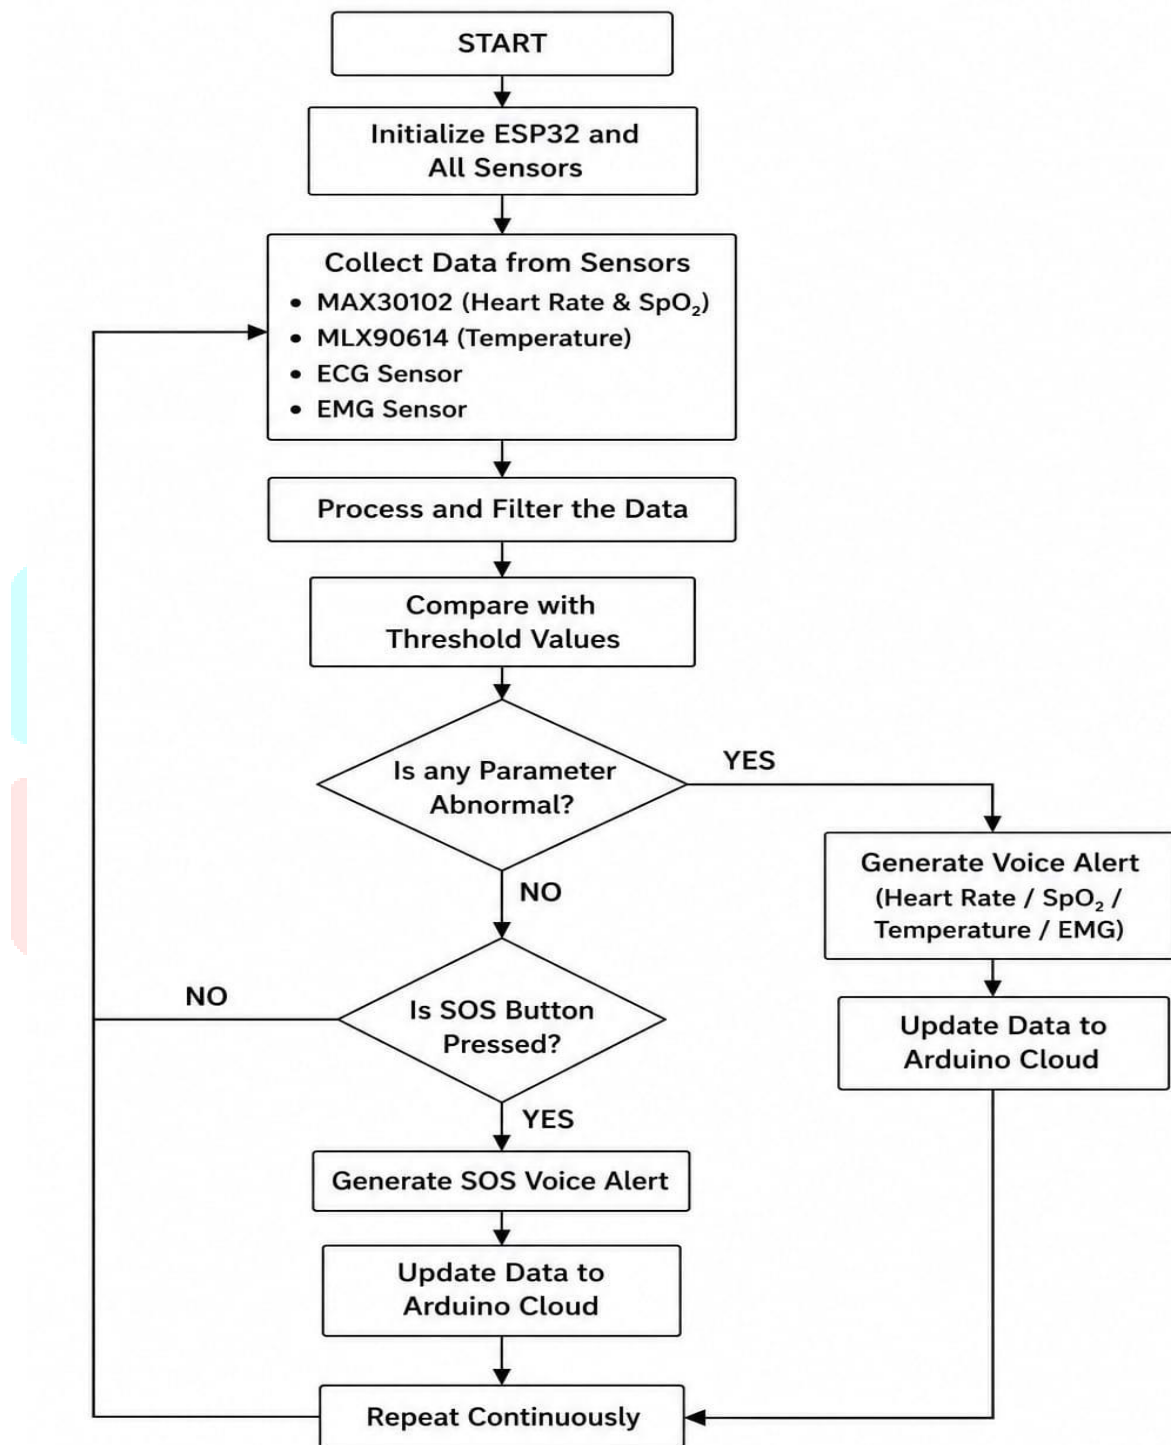 START
Initialize ESP32 and
All Sensors
Collect Data from Sensors
• MAX30102 (Heart Rate & SpO₂)
• MLX90614 (Temperature)
• ECG Sensor
• EMG Sensor
Process and Filter the Data
Compare with
Threshold Values
Is any Parameter
Abnormal?
YES
Generate Voice Alert
(Heart Rate / SpO₂ /
Temperature / EMG)
Update Data to
Arduino Cloud
NO
Is SOS Button
Pressed?
NO
YES
Generate SOS Voice Alert
Update Data to
Arduino Cloud
Repeat Continuously